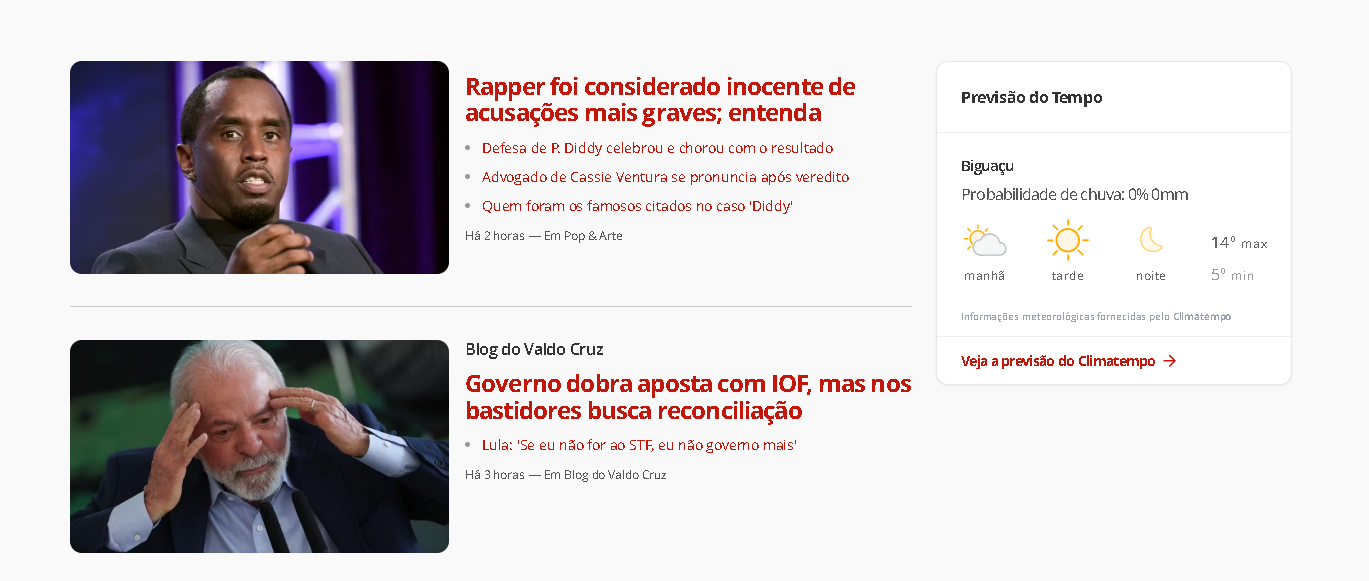 Rapper foi considerado inocente de
acusações mais graves; entenda
Defesa de P. Diddy celebrou e chorou com o resultado
Advogado de Cassie Ventura se pronuncia após veredito
Quem foram os famosos citados no caso 'Diddy'
Há 2 horas — Em Pop & Arte
Blog do Valdo Cruz
Governo dobra aposta com IOF, mas nos
bastidores busca reconciliação
Lula: 'Se eu não for ao STF, eu não governo mais'
Há 3 horas — Em Blog do Valdo Cruz
Previsão do Tempo
Biguaçu
Probabilidade de chuva: 0% 0mm
manhã
tarde
noite
14º max
5º min
Informações meteorológicas fornecidas pelo Climatempo
Veja a previsão do Climatempo →